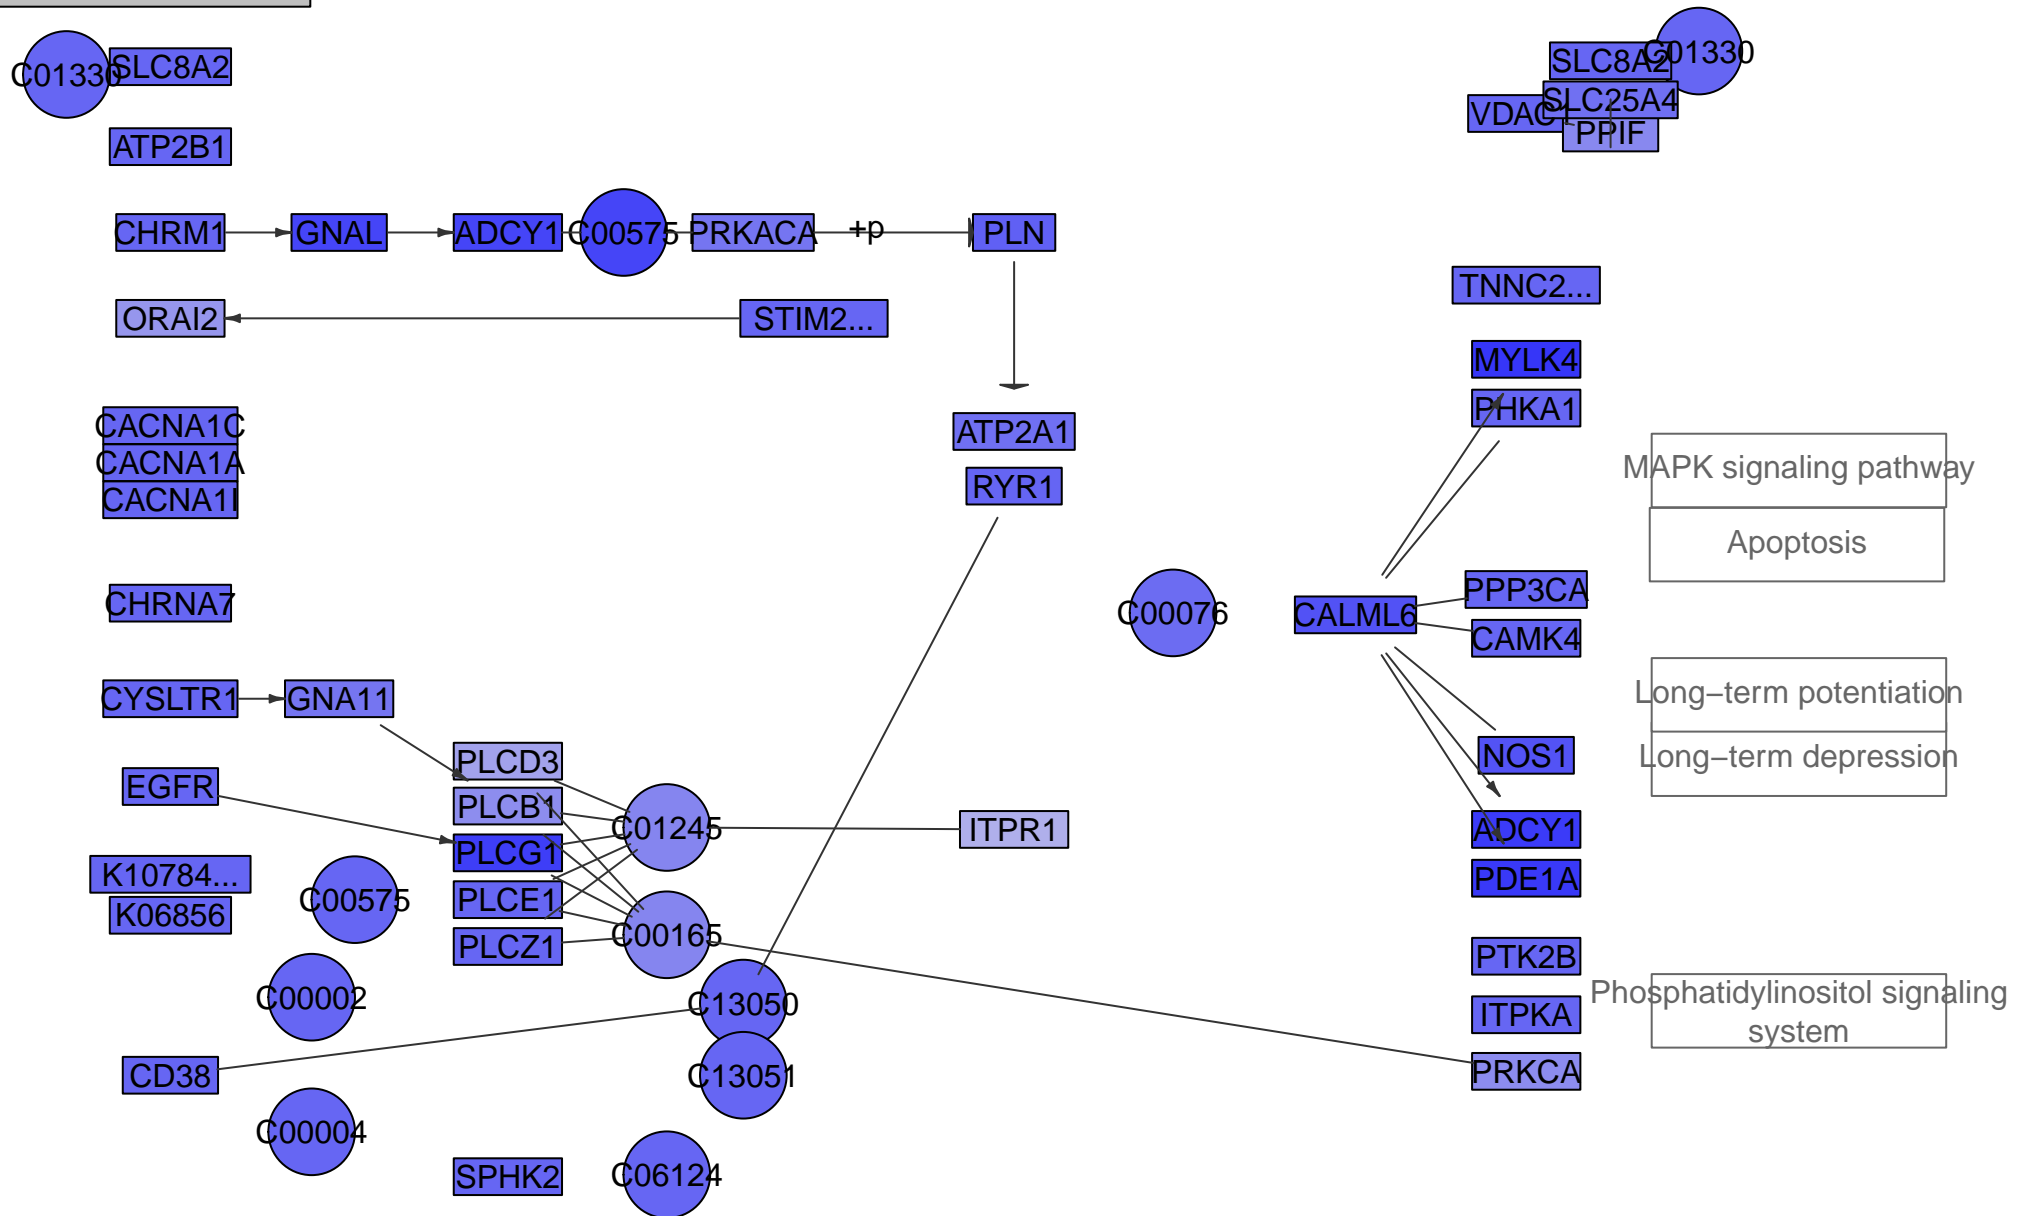 C01330
SLC8A2
SLC8A2
C01330
SLC25A4
VDAC1
PPIF
ATP2B1
CHRM1
GNAL
ADCY1
C00575
PRKACA
+p
PLN
TNNC2...
ORAI2
STIM2...
MYLK4
PHKA1
CACNA1C
CACNA1A
CACNA1I
ATP2A1
RYR1
MAPK signaling pathway
Apoptosis
CHRNA7
C00076
CALML6
PPP3CA
CAMK4
CYSLTR1
GNA11
Long−term potentiation
Long−term depression
NOS1
PLCD3
EGFR
PLCB1
C01245
ITPR1
ADCY1
PLCG1
K10784...
PDE1A
C00575
PLCE1
K06856
C00165
PLCZ1
PTK2B
C00002
C13050
Phosphatidylinositol signaling
system
ITPKA
CD38
C13051
PRKCA
C00004
SPHK2
C06124